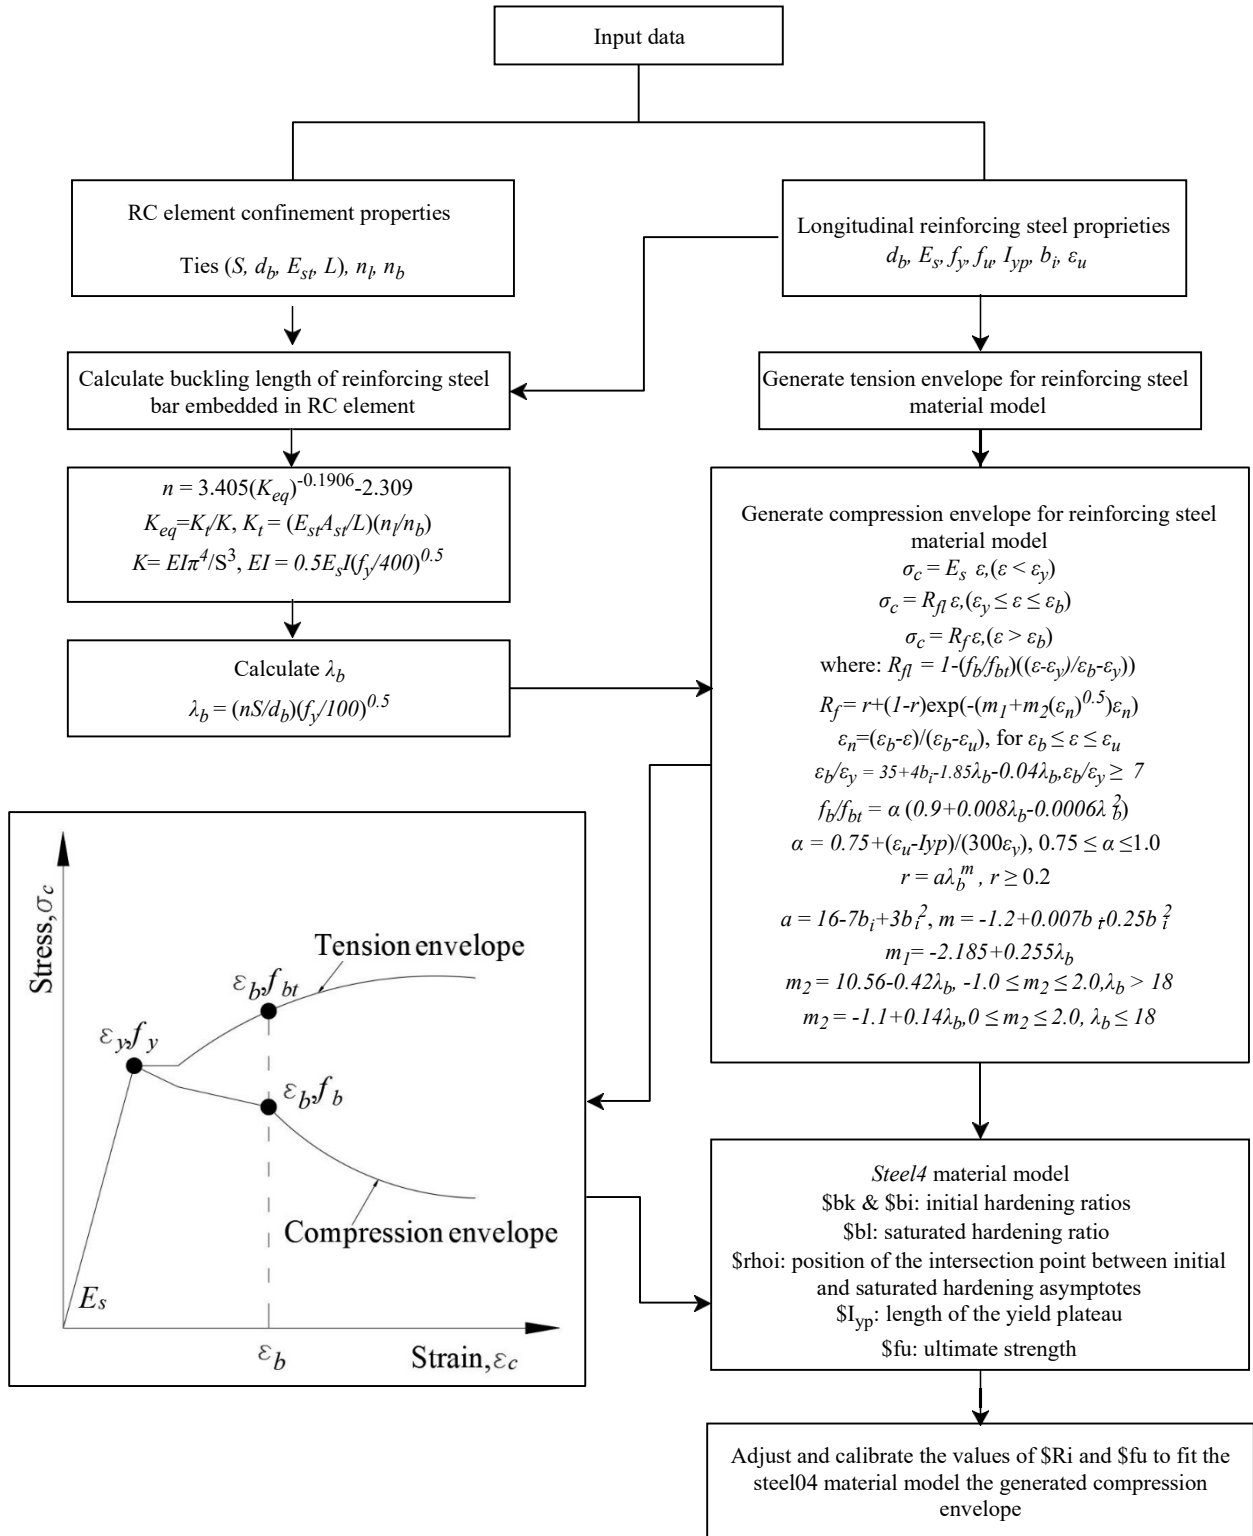 Input data
RC element confinement properties
Ties (S, d_b, E_st, L), n_l, n_b
Longitudinal reinforcing steel proprieties
d_b, E_s, f_y, f_u, I_yp, b_i, ε_u
Calculate buckling length of reinforcing steel
bar embedded in RC element
Generate tension envelope for reinforcing steel
material model
n = 3.405(K_eq)^-0.1906-2.309
K_eq=K_t/K, K_t = (E_stA_st/L)(n_l/n_b)
K= EIπ^4/S^3, EI = 0.5E_sI(f_y/400)^0.5
Calculate λ_b
λ_b = (nS/d_b)(f_y/100)^0.5
Generate compression envelope for reinforcing steel
material model
σ_c = E_s ε,(ε < ε_y)
σ_c = R_fl ε,(ε_y ≤ ε ≤ ε_b)
σ_c = R_f ε,(ε > ε_b)
where: R_fl = 1-(f_b/f_bt)((ε-ε_y)/ε_b-ε_y))
R_f = r+(1-r)exp(-(m_1+m_2(ε_n)^0.5)ε_n)
ε_n=(ε_b-ε)/(ε_b-ε_u), for ε_b ≤ ε ≤ ε_u
ε_b/ε_y = 35+4b_i-1.85λ_b-0.04λ_b,ε_b/ε_y ≥ 7
f_b/f_bt = α (0.9+0.008λ_b-0.0006λ_b^2)
α = 0.75+(ε_u-Iyp)/(300ε_y), 0.75 ≤ α ≤1.0
r = aλ_b^m, r ≥ 0.2
a = 16-7b_i+3b_i^2, m = -1.2+0.007b_i-0.25b_i^2
m_1= -2.185+0.255λ_b
m_2 = 10.56-0.42λ_b, -1.0 ≤ m_2 ≤ 2.0,λ_b > 18
m_2 = -1.1+0.14λ_b,0 ≤ m_2 ≤ 2.0, λ_b ≤ 18
Stress,σ_c
Tension envelope
ε_b,f_bt
ε_y,f_y
ε_b,f_b
Compression envelope
E_s
ε_b
Strain,ε_c
Steel4 material model
$bk & $bi: initial hardening ratios
$bl: saturated hardening ratio
$rhoi: position of the intersection point between initial
and saturated hardening asymptotes
$I_yp: length of the yield plateau
$fu: ultimate strength
Adjust and calibrate the values of $Ri and $fu to fit the
steel04 material model the generated compression
envelope